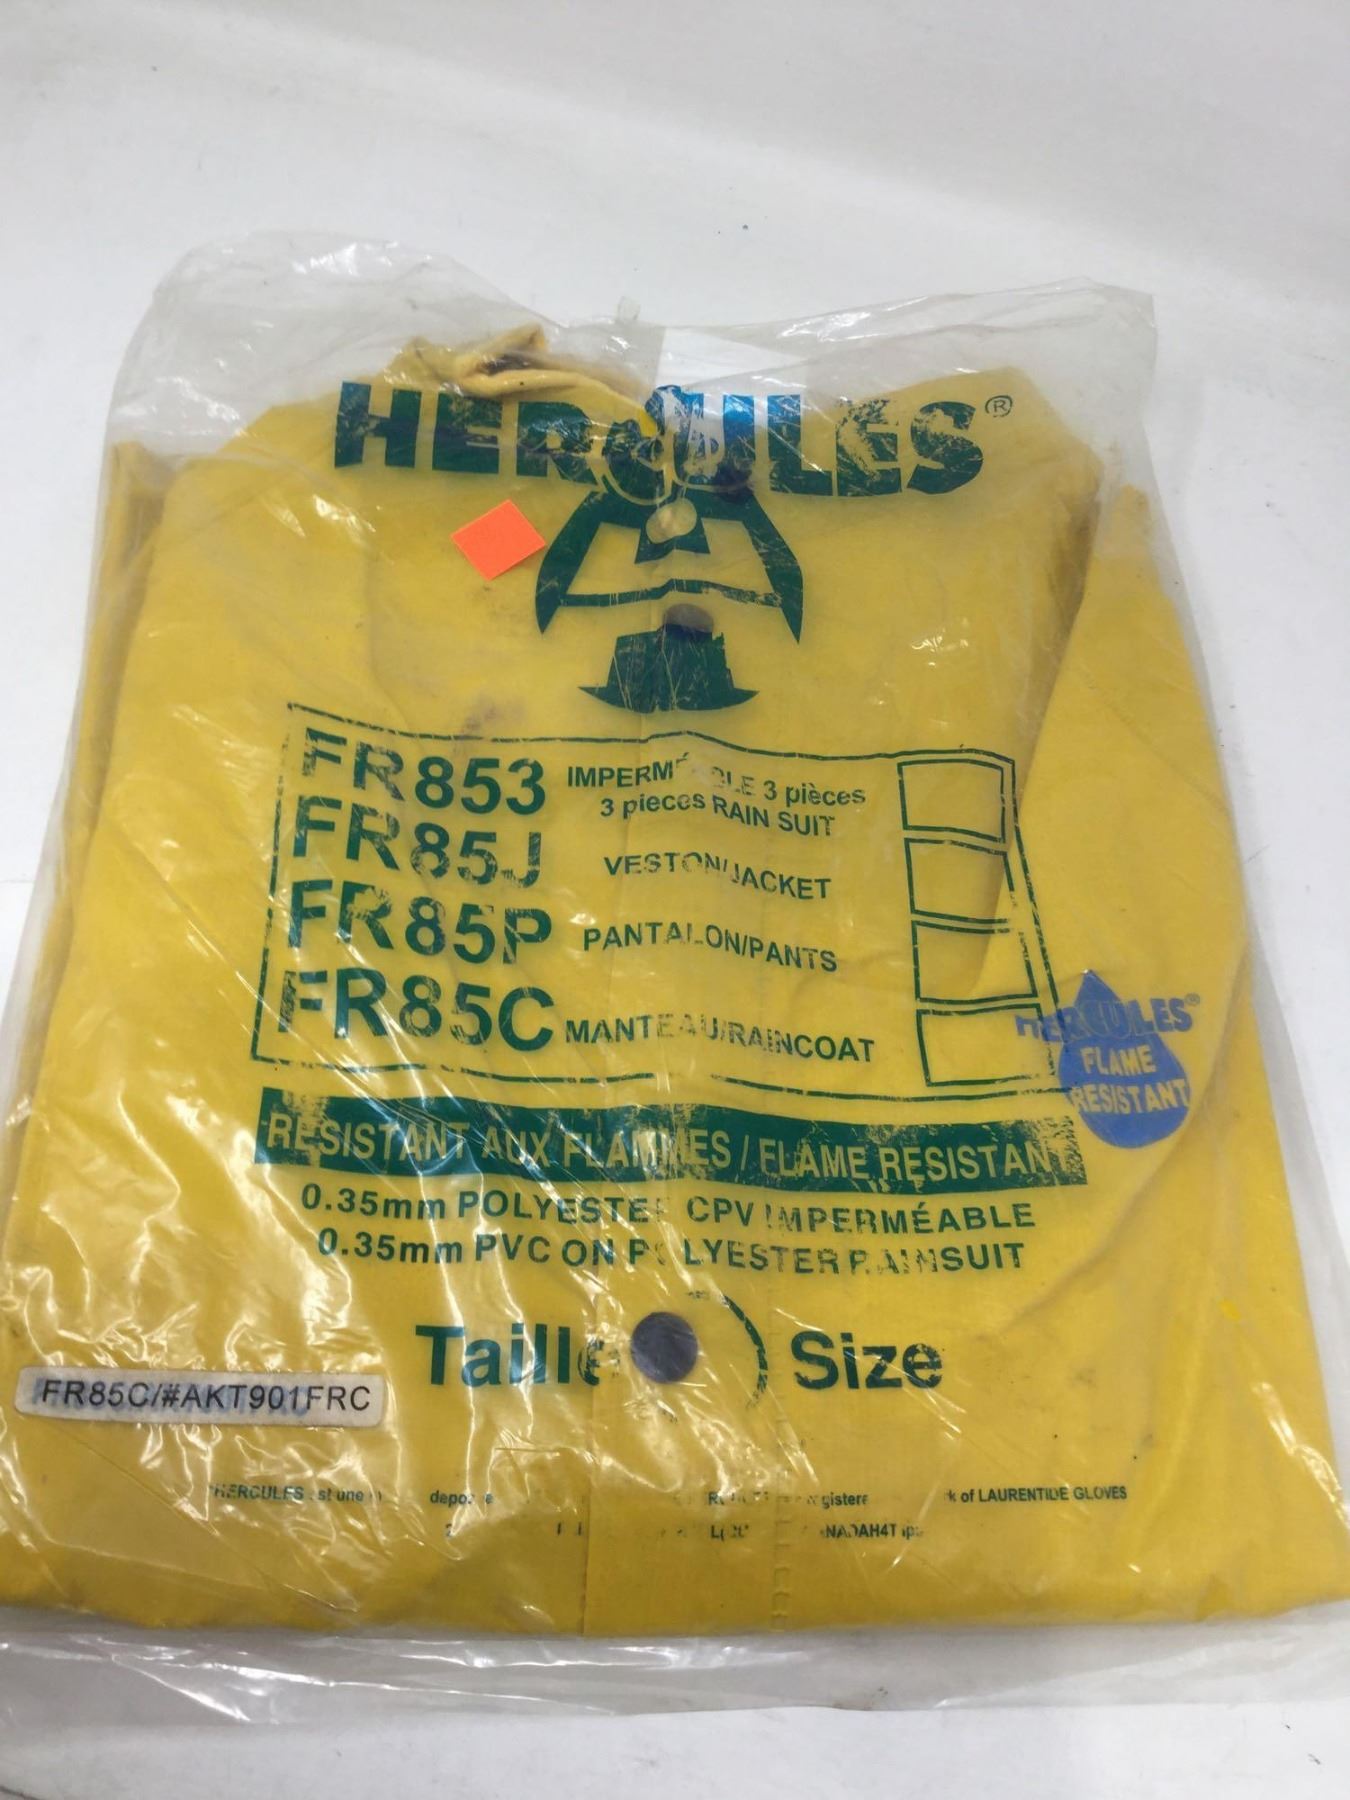 HERCULES®
FR853 3 pièces
3 pieces RAIN SUIT
FR85J VESTON/JACKET
FR85P PANTALON/PANTS
FR85C MANTEAU/RAINCOAT
HERCULES®
FLAME
RESISTANT
RESISTANT AUX FLAMMES / FLAME RESISTANT
0.35mm POLYESTER CPV IMPERMÉABLE
0.35mm PVC ON POLYESTER RAINSUIT
Taille Size
FR85C/#AKT901FRC
HERCULES une of LAURENTIDE GLOVES